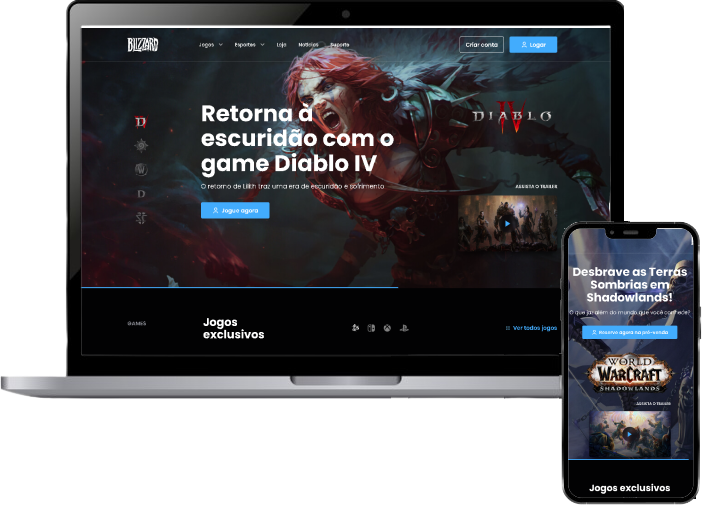 BLIZZARD
Jogos
Esportes
Loja
Notícias
Suporte
Criar conta
Logar
Retorna à
escuridão com o
game Diablo IV
O retorno de Lilith traz uma era de escuridão e sofrimento
Jogue agora
DIABLO
IV
ASSISTA O TRAILER
GAMES
Jogos
exclusivos
Ver todos jogos
Desbrave as Terras
Sombrias em
Shadowlands!
O que jaz além do mundo que você conhece?
Reserve agora na pré-venda
WORLD
OF
WARCRAFT
SHADOWLANDS
ASSISTA O TRAILER
Jogos exclusivos